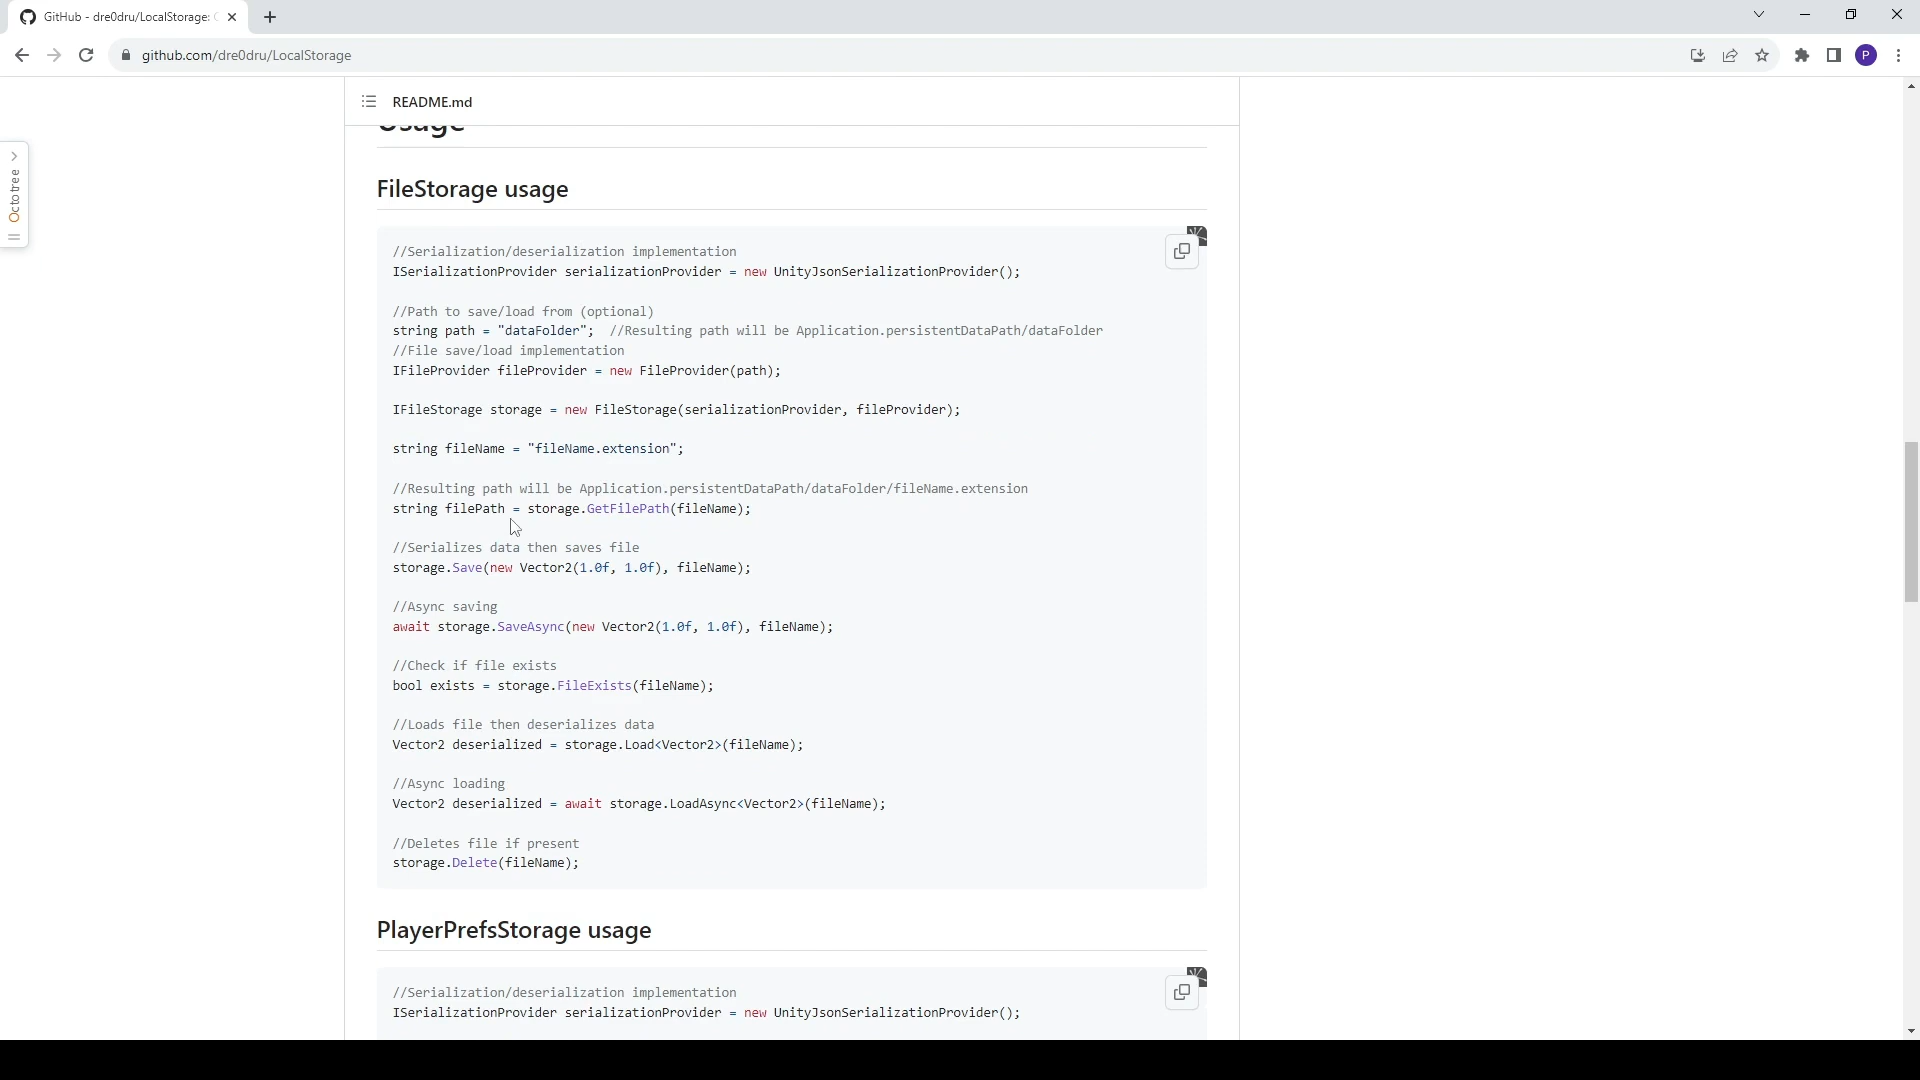 GitHub - dre0dru/LocalStorage:
github.com/dre0dru/LocalStorage
P
README.md
Octotree
Usage
FileStorage usage
//Serialization/deserialization implementation
ISerializationProvider serializationProvider = new UnityJsonSerializationProvider();
//Path to save/load from (optional)
string path = "dataFolder";  //Resulting path will be Application.persistentDataPath/dataFolder
//File save/load implementation
IFileProvider fileProvider = new FileProvider(path);
IFileStorage storage = new FileStorage(serializationProvider, fileProvider);
string fileName = "fileName.extension";
//Resulting path will be Application.persistentDataPath/dataFolder/fileName.extension
string filePath = storage.GetFilePath(fileName);
//Serializes data then saves file
storage.Save(new Vector2(1.0f, 1.0f), fileName);
//Async saving
await storage.SaveAsync(new Vector2(1.0f, 1.0f), fileName);
//Check if file exists
bool exists = storage.FileExists(fileName);
//Loads file then deserializes data
Vector2 deserialized = storage.Load<Vector2>(fileName);
//Async loading
Vector2 deserialized = await storage.LoadAsync<Vector2>(fileName);
//Deletes file if present
storage.Delete(fileName);
PlayerPrefsStorage usage
//Serialization/deserialization implementation
ISerializationProvider serializationProvider = new UnityJsonSerializationProvider();